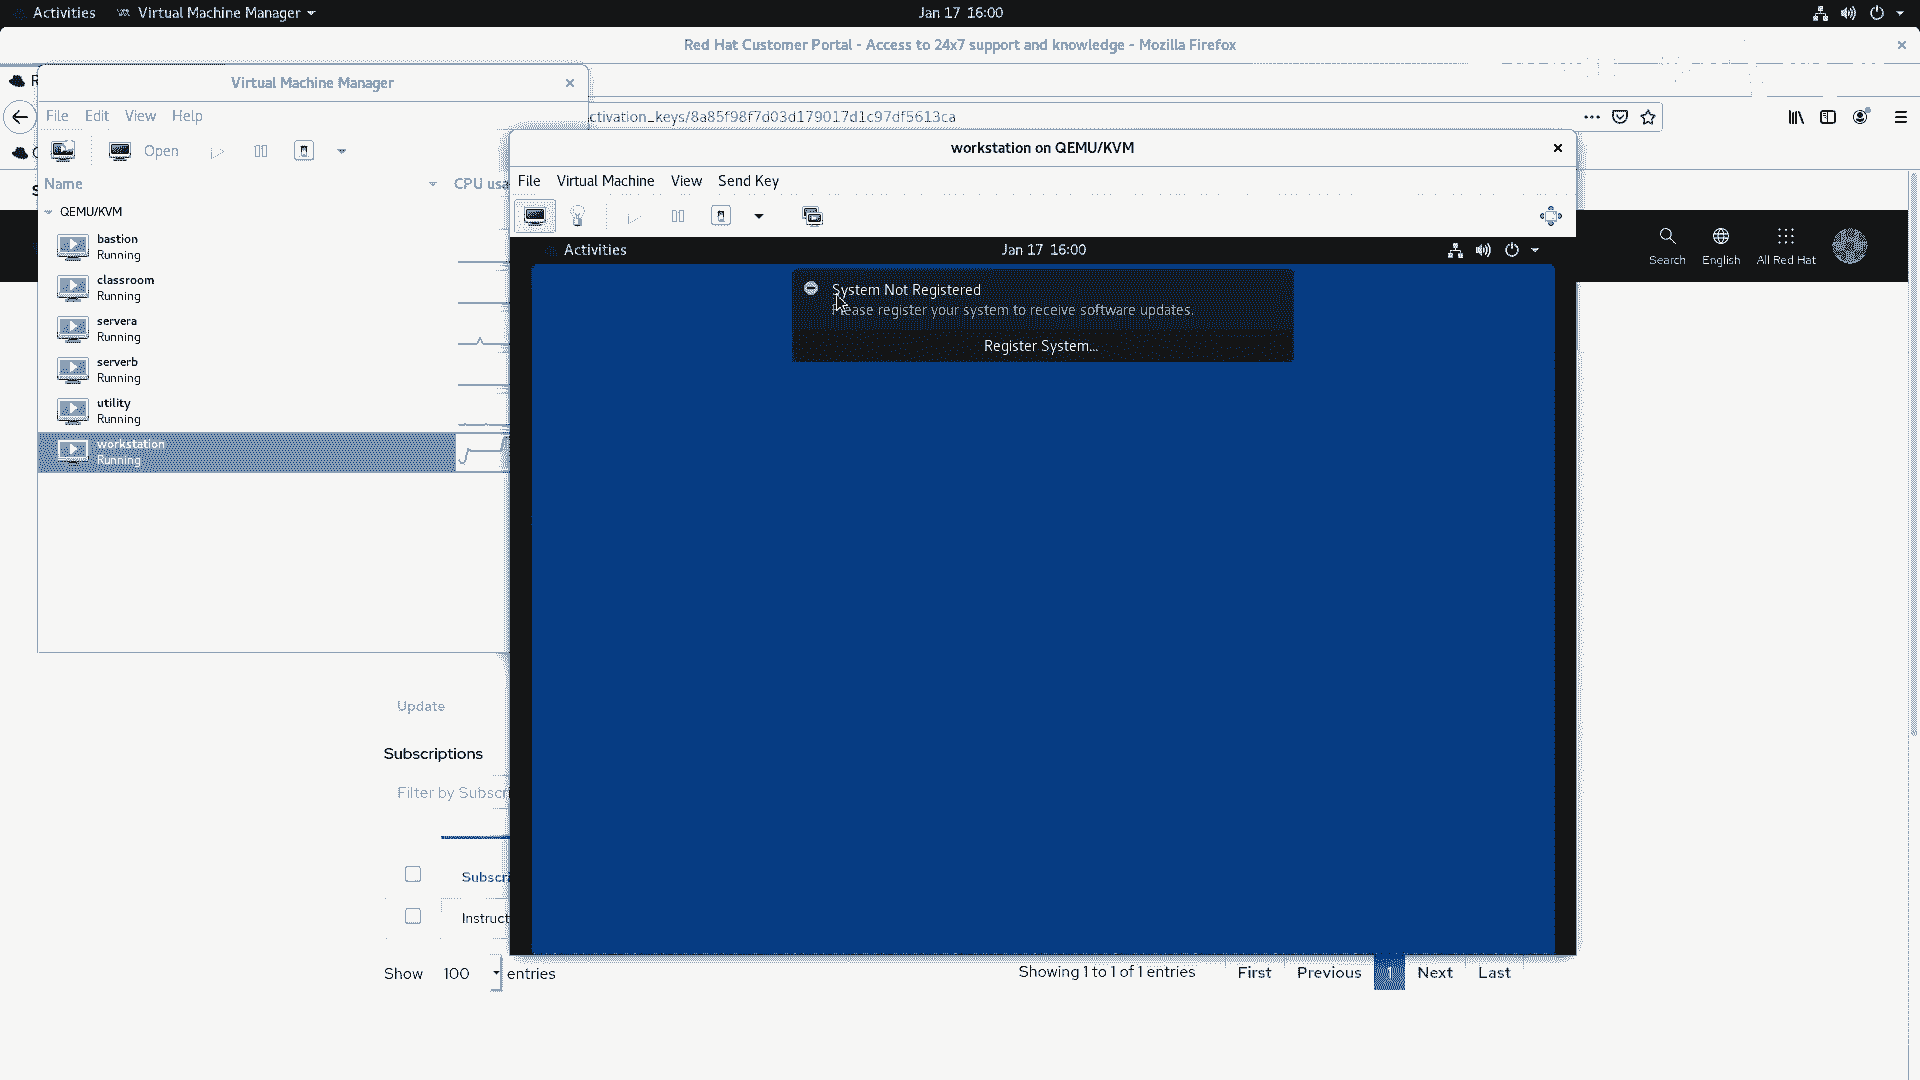 Activities Virtual Machine Manager Jan 17 16:00
Red Hat Customer Portal - Access to 24x7 support and knowledge - Mozilla Firefox
Virtual Machine Manager
File Edit View Help
ctivation_keys/8a85f98f7d03d179017d1c97df5613ca
Open
Name CPU usa
QEMU/KVM
bastion
Running
classroom
Running
servera
Running
serverb
Running
utility
Running
workstation
Running
workstation on QEMU/KVM
File Virtual Machine View Send Key
Activities Jan 17 16:00
System Not Registered
Please register your system to receive software updates.
Register System...
Search English All Red Hat
Update
Subscriptions
Filter by Subscr
Subscri
Instruct
Show 100 entries
Showing 1 to 1 of 1 entries First Previous 1 Next Last